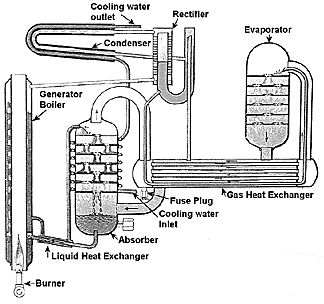 Cooling water
outlet
Rectifier
Condenser
Evaporator
Generator
Boiler
Gas Heat Exchanger
Fuse Plug
Cooling water
Inlet
Absorber
Liquid Heat Exchanger
Burner